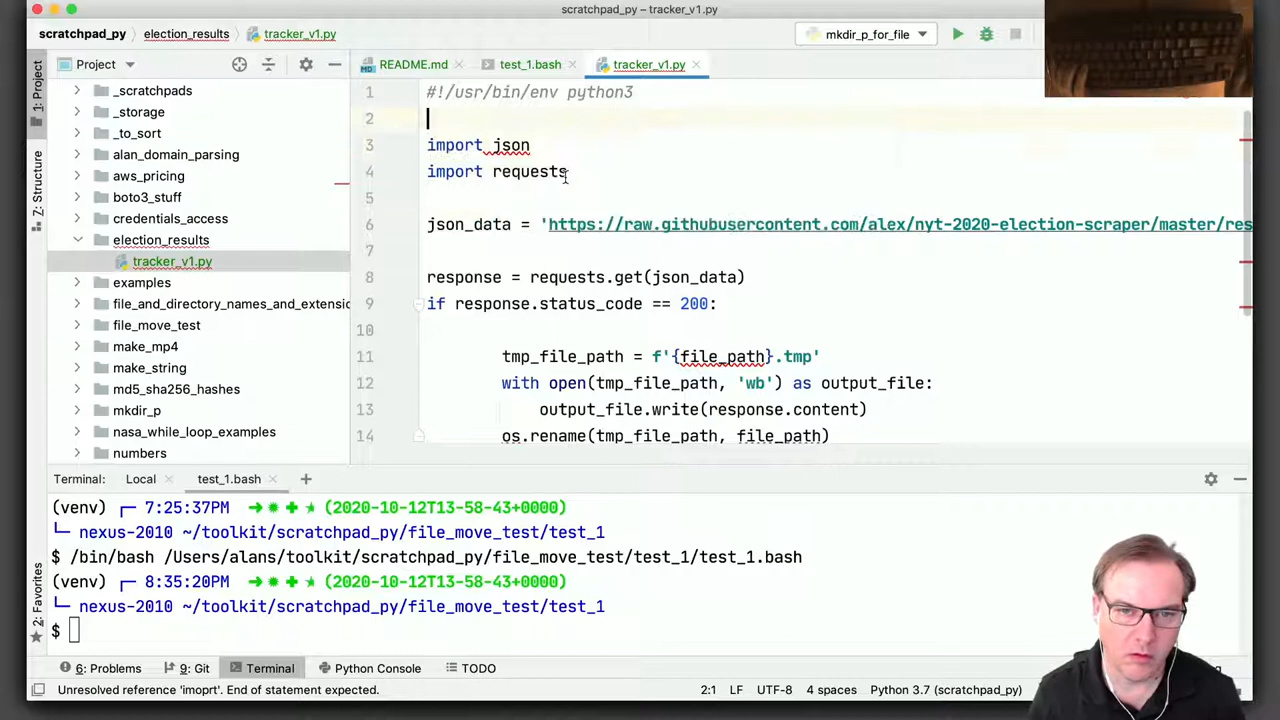 scratchpad_py – tracker_v1.py
scratchpad_py election_results tracker_v1.py
mkdir_p_for_file
1: Project
Project
README.md
test_1.bash
tracker_v1.py
_scratchpads
_storage
_to_sort
alan_domain_parsing
aws_pricing
boto3_stuff
credentials_access
election_results
tracker_v1.py
examples
file_and_directory_names_and_extensio
file_move_test
make_mp4
make_string
md5_sha256_hashes
mkdir_p
nasa_while_loop_examples
numbers
Z: Structure
2: Favorites
1 #!/usr/bin/env python3
2
3 import json
4 import requests
5
6 json_data = 'https://raw.githubusercontent.com/alex/nyt-2020-election-scraper/master/res
7
8 response = requests.get(json_data)
9 if response.status_code == 200:
10
11 tmp_file_path = f'{file_path}.tmp'
12 with open(tmp_file_path, 'wb') as output_file:
13 output_file.write(response.content)
14 os.rename(tmp_file_path, file_path)
Terminal: Local test_1.bash
(venv) ┌─ 7:25:37PM ➜ ✹ ✚ ★ (2020-10-12T13-58-43+0000)
└─ nexus-2010 ~/toolkit/scratchpad_py/file_move_test/test_1
$ /bin/bash /Users/alans/toolkit/scratchpad_py/file_move_test/test_1/test_1.bash
(venv) ┌─ 8:35:20PM ➜ ✹ ✚ ★ (2020-10-12T13-58-43+0000)
└─ nexus-2010 ~/toolkit/scratchpad_py/file_move_test/test_1
$
6: Problems 9: Git Terminal Python Console TODO
Unresolved reference 'imoprt'. End of statement expected. 2:1 LF UTF-8 4 spaces Python 3.7 (scratchpad_py)